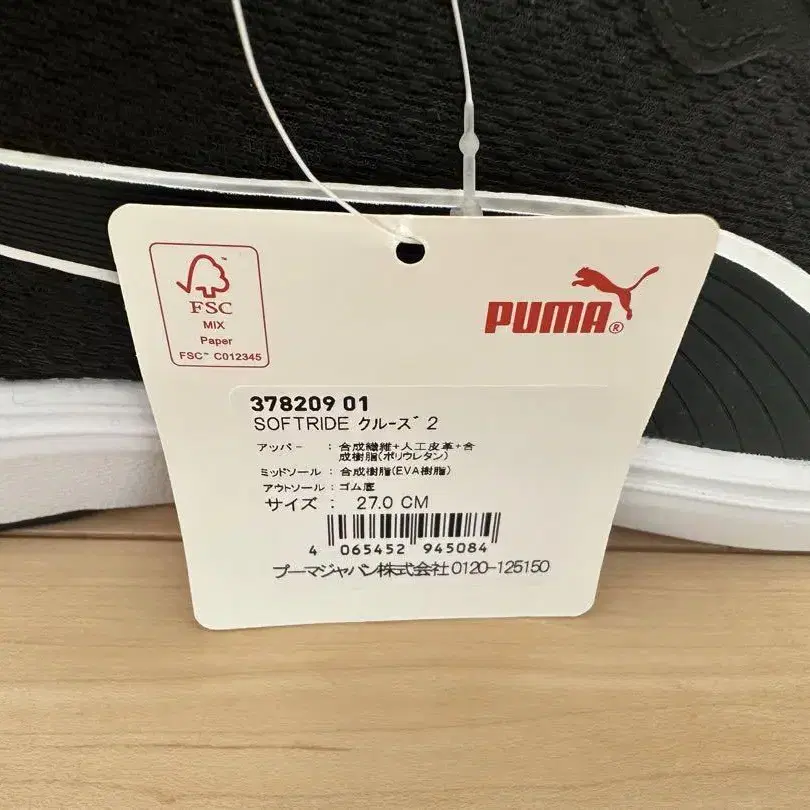 FSC
MIX
Paper
FSC™ C012345
PUMA®
378209 01
SOFTRIDE クルーズ 2
アッパー : 合成繊維+人工皮革+合
成樹脂(ポリウレタン)
ミッドソール : 合成樹脂(EVA樹脂)
アウトソール : ゴム底
サイズ : 27.0 CM
4 065452 945084
プーマジャパン株式会社 0120-125150